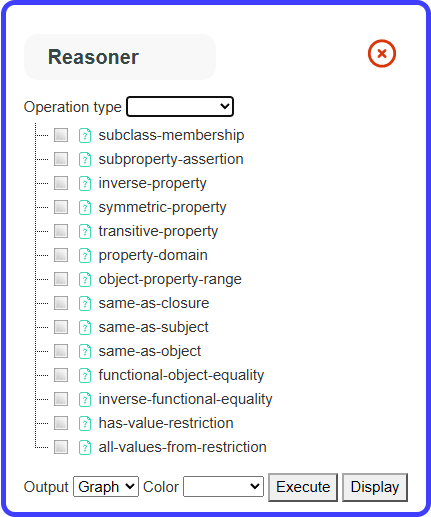 Reasoner
Operation type
subclass-membership
subproperty-assertion
inverse-property
symmetric-property
transitive-property
property-domain
object-property-range
same-as-closure
same-as-subject
same-as-object
functional-object-equality
inverse-functional-equality
has-value-restriction
all-values-from-restriction
Output Graph Color Execute Display